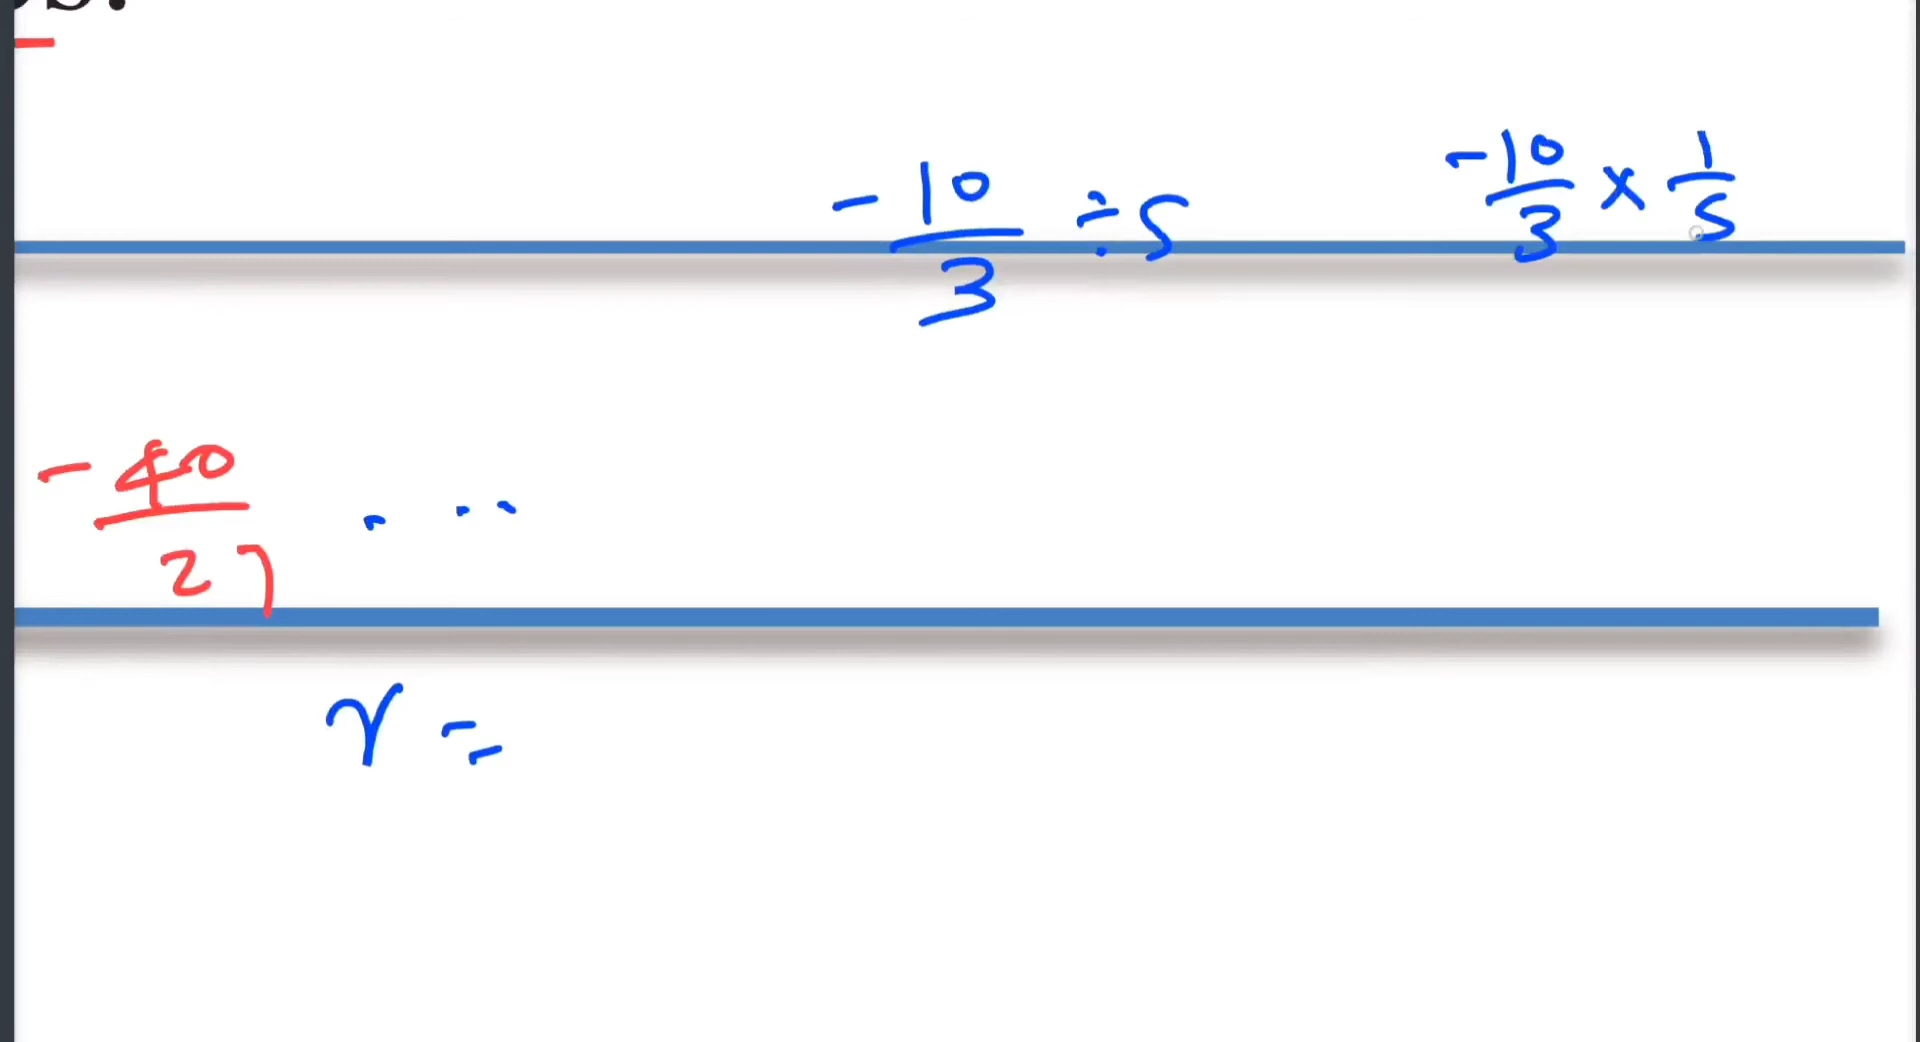 -10/3 ÷ 5    -10/3 × 1/5
-40/27 . . .
r =